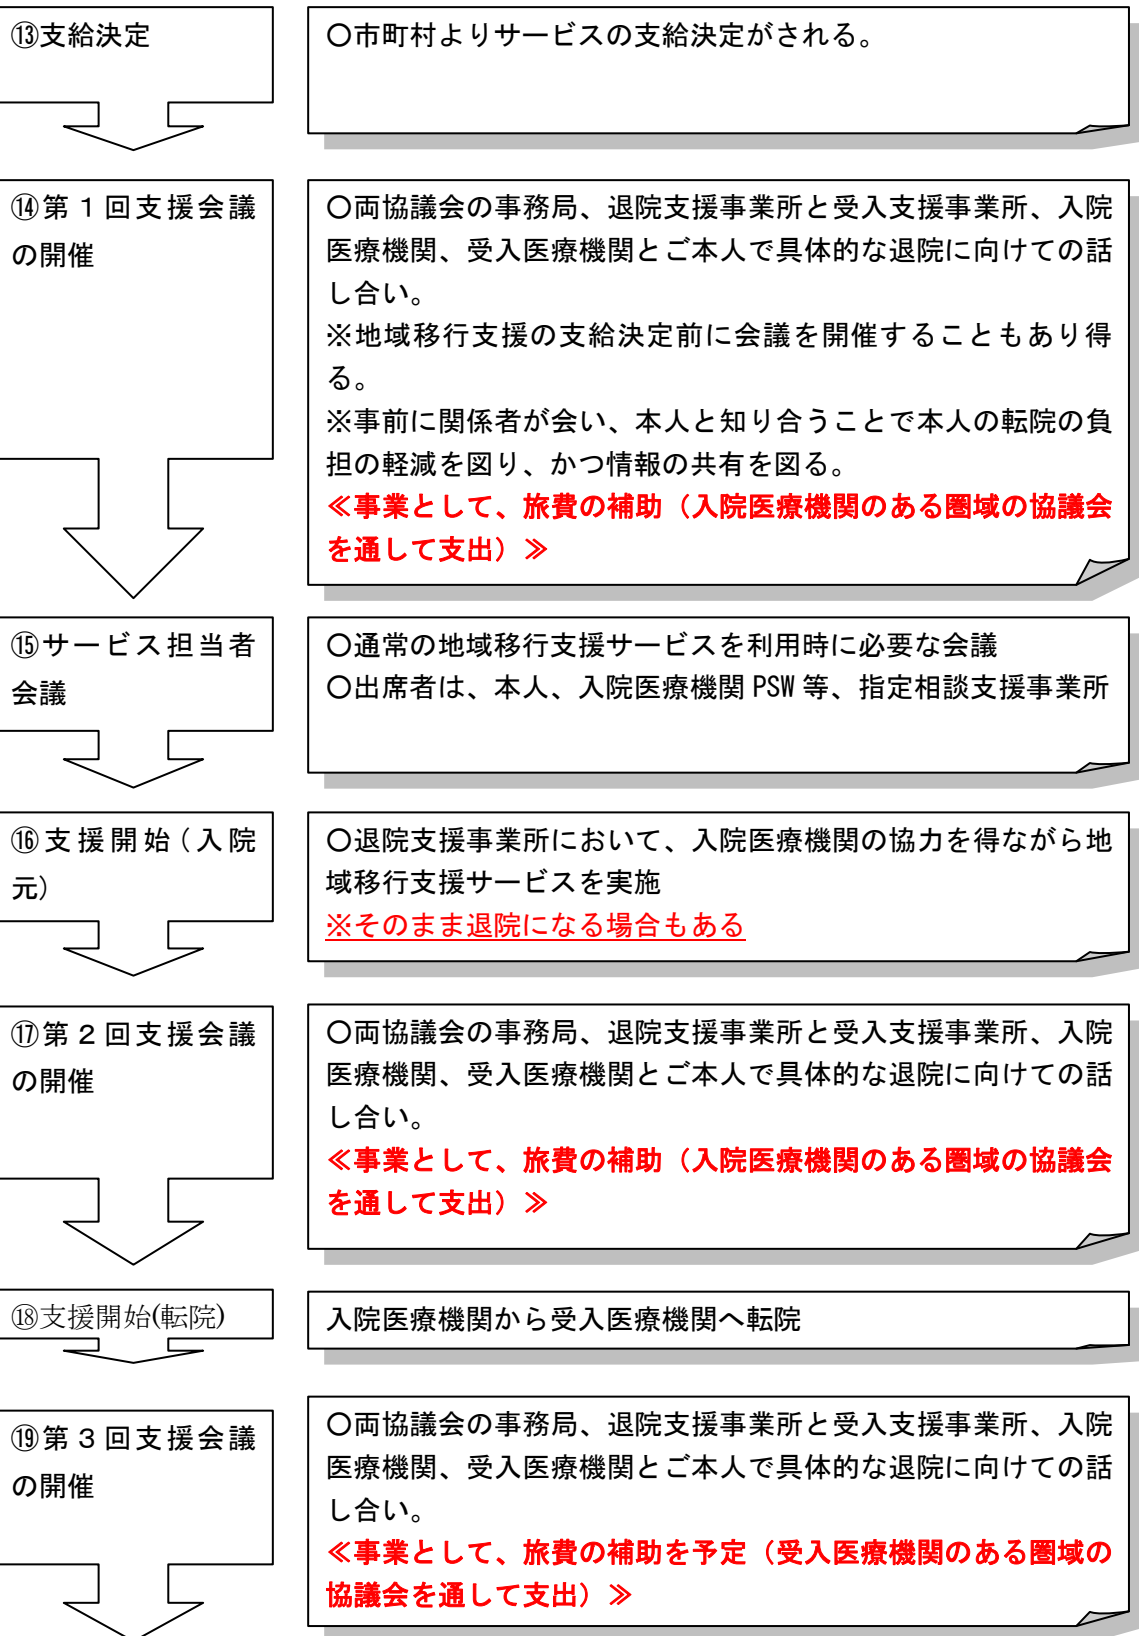 ⑬支給決定
〇市町村よりサービスの支給決定がされる。
⑭第１回支援会議
の開催
〇両協議会の事務局、退院支援事業所と受入支援事業所、入院
医療機関、受入医療機関とご本人で具体的な退院に向けての話
し合い。
※地域移行支援の支給決定前に会議を開催することもあり得
る。
※事前に関係者が会い、本人と知り合うことで本人の転院の負
担の軽減を図り、かつ情報の共有を図る。
≪事業として、旅費の補助（入院医療機関のある圏域の協議会
を通して支出）≫
⑮サービス担当者
会議
〇通常の地域移行支援サービスを利用時に必要な会議
〇出席者は、本人、入院医療機関 PSW 等、指定相談支援事業所
⑯支援開始(入院
元)
〇退院支援事業所において、入院医療機関の協力を得ながら地
域移行支援サービスを実施
※そのまま退院になる場合もある
⑰第２回支援会議
の開催
〇両協議会の事務局、退院支援事業所と受入支援事業所、入院
医療機関、受入医療機関とご本人で具体的な退院に向けての話
し合い。
≪事業として、旅費の補助（入院医療機関のある圏域の協議会
を通して支出）≫
⑱支援開始(転院)
入院医療機関から受入医療機関へ転院
⑲第３回支援会議
の開催
〇両協議会の事務局、退院支援事業所と受入支援事業所、入院
医療機関、受入医療機関とご本人で具体的な退院に向けての話
し合い。
≪事業として、旅費の補助を予定（受入医療機関のある圏域の
協議会を通して支出）≫